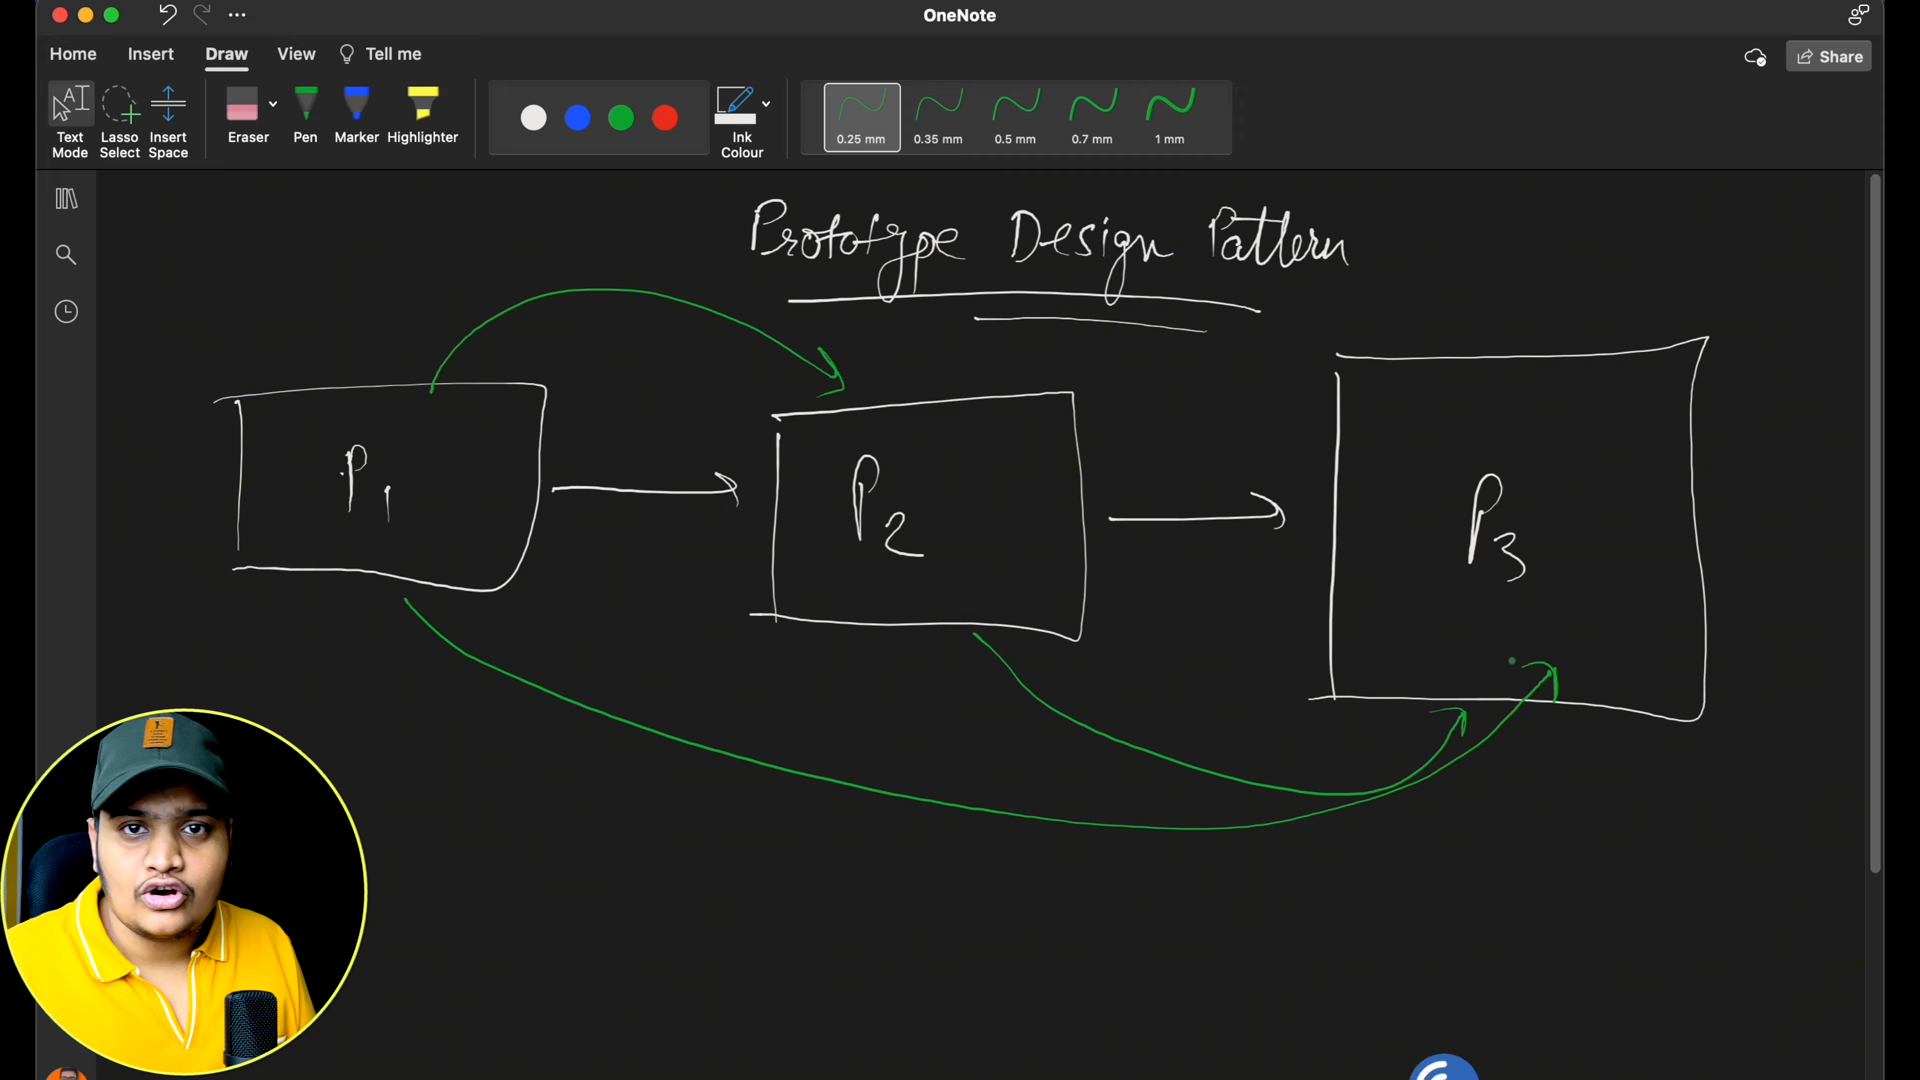 OneNote
Home Insert Draw View Tell me
Share
Text Mode
Lasso Select
Insert Space
Eraser
Pen
Marker
Highlighter
Ink Colour
0.25 mm
0.35 mm
0.5 mm
0.7 mm
1 mm
Prototype Design Pattern
P1
P2
P3